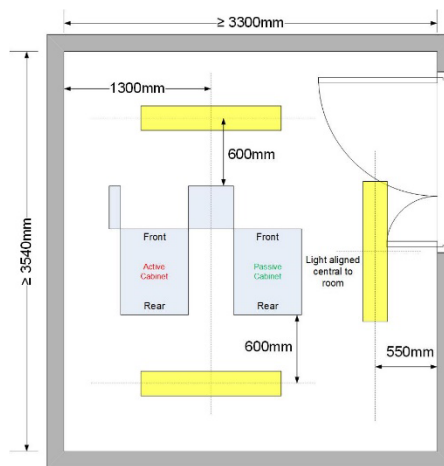 ≥ 3300mm
1300mm
600mm
≥ 3540mm
Front
Front
Active
Cabinet
Passive
Cabinet
Light aligned
central to
room
Rear
Rear
600mm
550mm